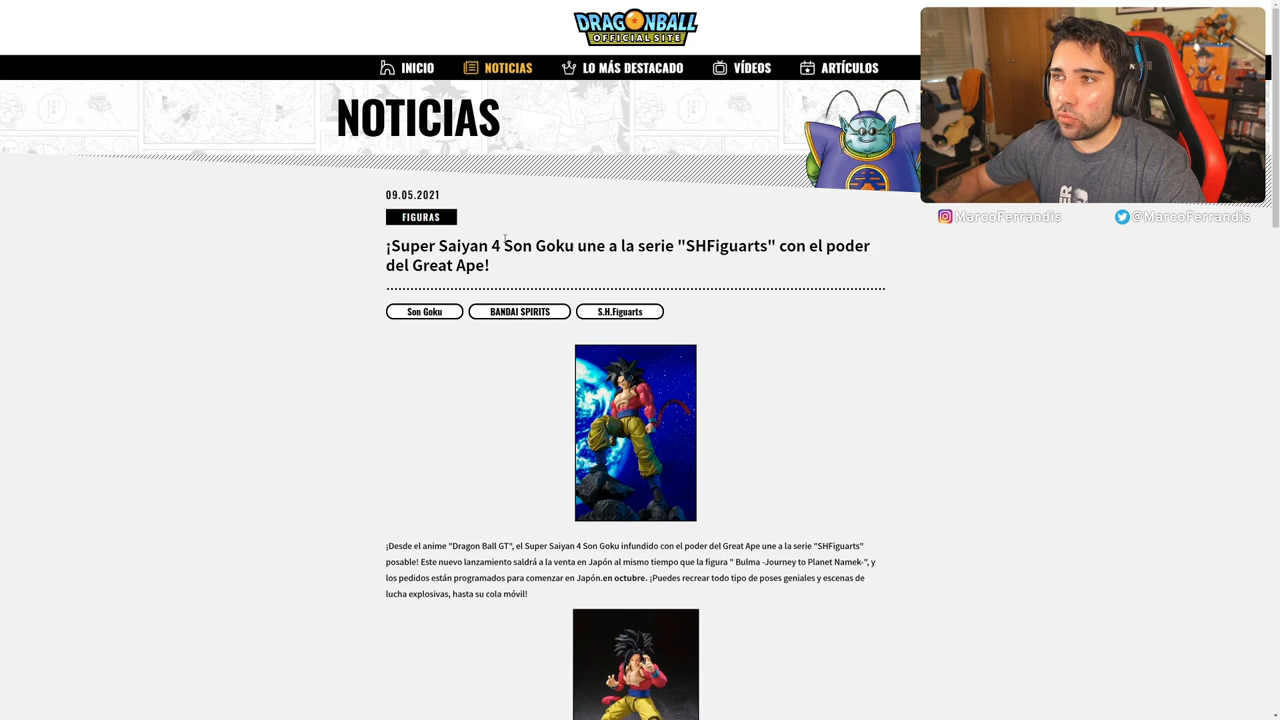 DRAGONBALL
OFFICIAL SITE
INICIO
NOTICIAS
LO MÁS DESTACADO
VÍDEOS
ARTÍCULOS
NOTICIAS
09.05.2021
FIGURAS
¡Super Saiyan 4 Son Goku une a la serie "SHFiguarts" con el poder
del Great Ape!
Son Goku
BANDAI SPIRITS
S.H.Figuarts
¡Desde el anime "Dragon Ball GT", el Super Saiyan 4 Son Goku infundido con el poder del Great Ape une a la serie "SHFiguarts"
posable! Este nuevo lanzamiento saldrá a la venta en Japón al mismo tiempo que la figura " Bulma -Journey to Planet Namek-", y
los pedidos están programados para comenzar en Japón.en octubre. ¡Puedes recrear todo tipo de poses geniales y escenas de
lucha explosivas, hasta su cola móvil!
MarcoFerrandis
@MarcoFerrandis